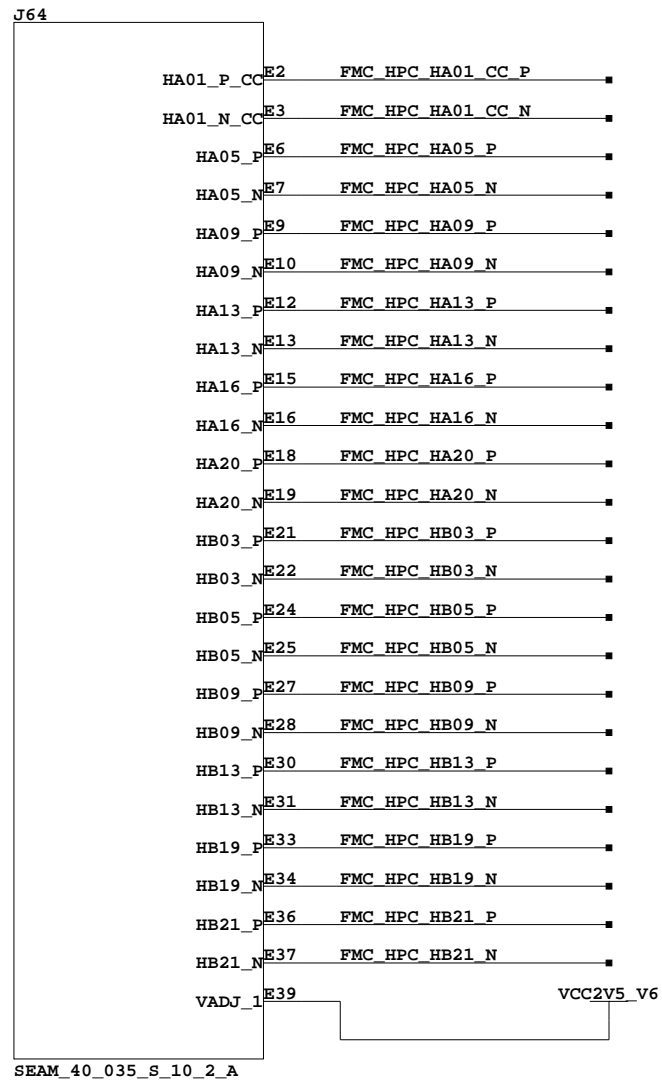 J64
HA01_P_CC E2 FMC_HPC_HA01_CC_P
HA01_N_CC E3 FMC_HPC_HA01_CC_N
HA05_P E6 FMC_HPC_HA05_P
HA05_N E7 FMC_HPC_HA05_N
HA09_P E9 FMC_HPC_HA09_P
HA09_N E10 FMC_HPC_HA09_N
HA13_P E12 FMC_HPC_HA13_P
HA13_N E13 FMC_HPC_HA13_N
HA16_P E15 FMC_HPC_HA16_P
HA16_N E16 FMC_HPC_HA16_N
HA20_P E18 FMC_HPC_HA20_P
HA20_N E19 FMC_HPC_HA20_N
HB03_P E21 FMC_HPC_HB03_P
HB03_N E22 FMC_HPC_HB03_N
HB05_P E24 FMC_HPC_HB05_P
HB05_N E25 FMC_HPC_HB05_N
HB09_P E27 FMC_HPC_HB09_P
HB09_N E28 FMC_HPC_HB09_N
HB13_P E30 FMC_HPC_HB13_P
HB13_N E31 FMC_HPC_HB13_N
HB19_P E33 FMC_HPC_HB19_P
HB19_N E34 FMC_HPC_HB19_N
HB21_P E36 FMC_HPC_HB21_P
HB21_N E37 FMC_HPC_HB21_N
VADJ_1 E39 VCC2V5_V6
SEAM_40_035_S_10_2_A